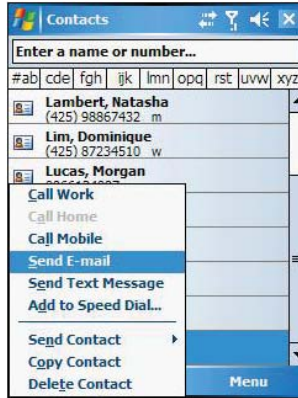 Contacts
Enter a name or number...
#ab cde fgh ijk lmn opq rst uvw xyz
Lambert, Natasha
(425) 98867432 m
Lim, Dominique
(425) 87234510 w
Lucas, Morgan
Call Work
Call Home
Call Mobile
Send E-mail
Send Text Message
Add to Speed Dial...
Send Contact
Copy Contact
Delete Contact
Menu